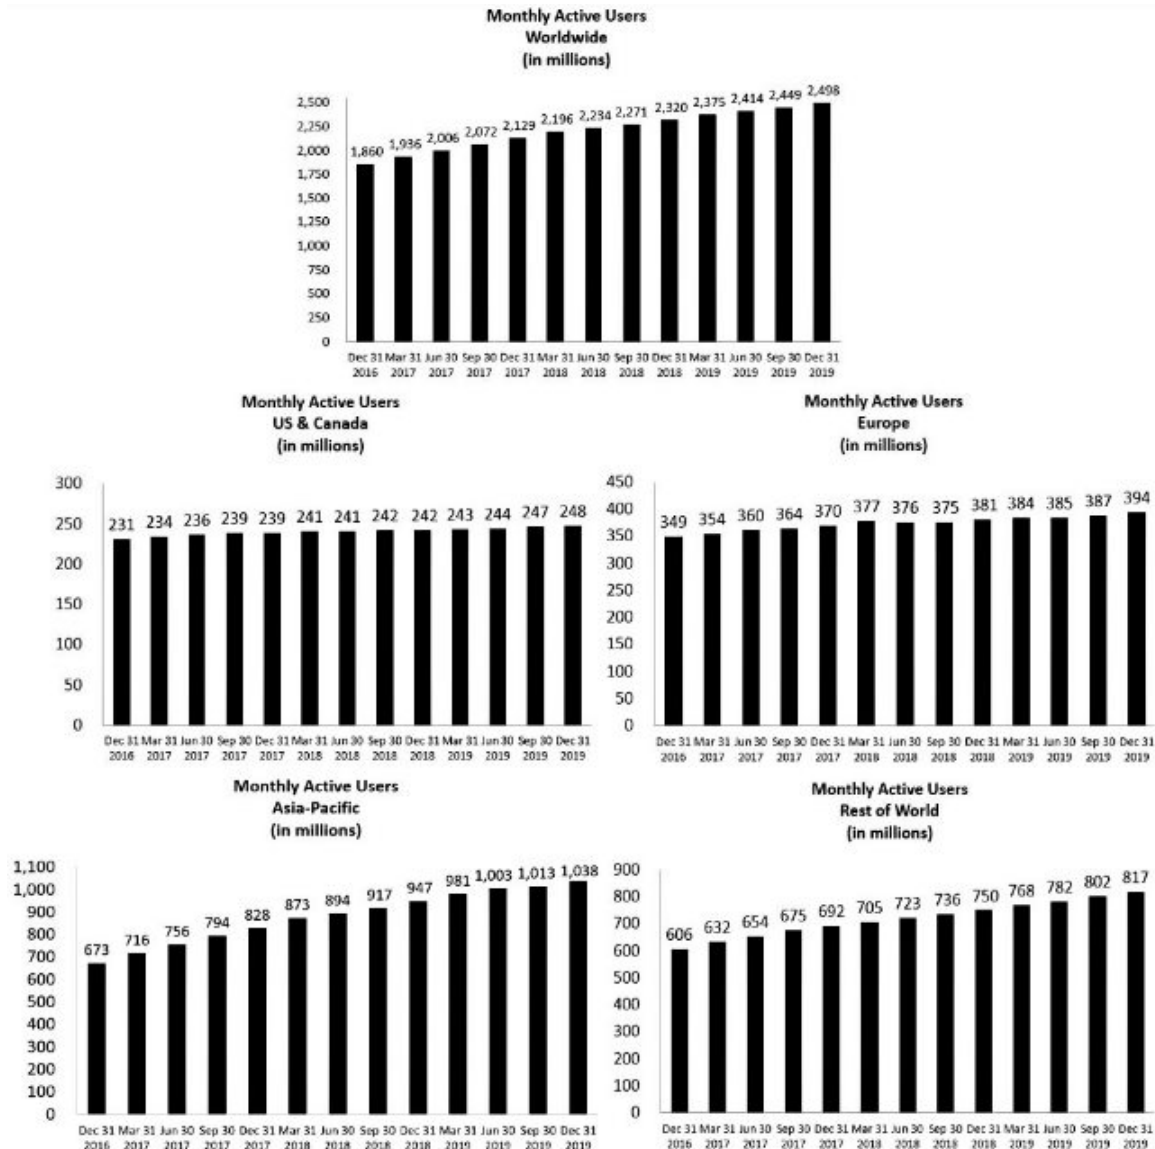 Monthly Active Users
Worldwide
(in millions)
2,500
2,250
2,000
1,750
1,500
1,250
1,000
750
500
250
0
1,860 1,936 2,006 2,072 2,129 2,196 2,234 2,271 2,320 2,375 2,414 2,449 2,498
Dec 31 Mar 31 Jun 30 Sep 30 Dec 31 Mar 31 Jun 30 Sep 30 Dec 31 Mar 31 Jun 30 Sep 30 Dec 31
2016 2017 2017 2017 2017 2018 2018 2018 2018 2019 2019 2019 2019
Monthly Active Users
US & Canada
(in millions)
300
250
200
150
100
50
0
231 234 236 239 239 241 241 242 242 243 244 247 248
Dec 31 Mar 31 Jun 30 Sep 30 Dec 31 Mar 31 Jun 30 Sep 30 Dec 31 Mar 31 Jun 30 Sep 30 Dec 31
2016 2017 2017 2017 2017 2018 2018 2018 2018 2019 2019 2019 2019
Monthly Active Users
Europe
(in millions)
450
400
350
300
250
200
150
100
50
0
349 354 360 364 370 377 376 375 381 384 385 387 394
Dec 31 Mar 31 Jun 30 Sep 30 Dec 31 Mar 31 Jun 30 Sep 30 Dec 31 Mar 31 Jun 30 Sep 30 Dec 31
2016 2017 2017 2017 2017 2018 2018 2018 2018 2019 2019 2019 2019
Monthly Active Users
Asia-Pacific
(in millions)
1,100
1,000
900
800
700
600
500
400
300
200
100
0
673 716 756 794 828 873 894 917 947 981 1,003 1,013 1,038
Dec 31 Mar 31 Jun 30 Sep 30 Dec 31 Mar 31 Jun 30 Sep 30 Dec 31 Mar 31 Jun 30 Sep 30 Dec 31
2016 2017 2017 2017 2017 2018 2018 2018 2018 2019 2019 2019 2019
Monthly Active Users
Rest of World
(in millions)
900
800
700
600
500
400
300
200
100
0
606 632 654 675 692 705 723 736 750 768 782 802 817
Dec 31 Mar 31 Jun 30 Sep 30 Dec 31 Mar 31 Jun 30 Sep 30 Dec 31 Mar 31 Jun 30 Sep 30 Dec 31
2016 2017 2017 2017 2017 2018 2018 2018 2018 2019 2019 2019 2019